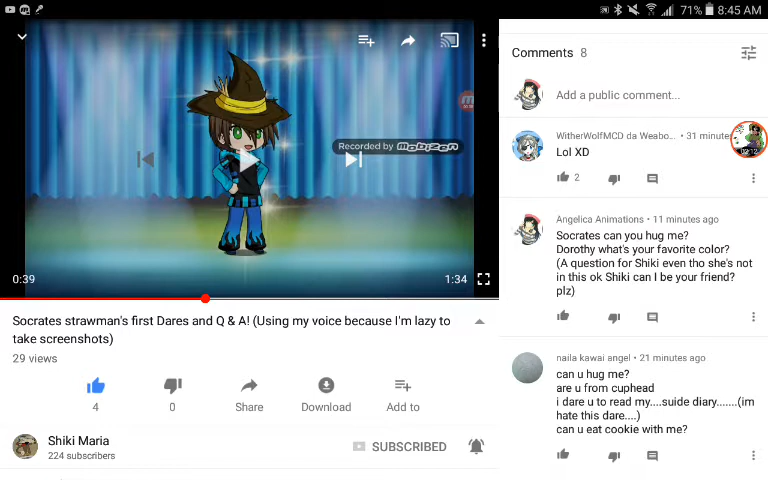 71% 8:45 AM
Recorded by mobizen
0:39
1:34
Socrates strawman's first Dares and Q & A! (Using my voice because I'm lazy to
take screenshots)
29 views
4
0
Share
Download
Add to
Shiki Maria
224 subscribers
SUBSCRIBED
Comments 8
Add a public comment...
WitherWolfMCD da Weabo... • 31 minute
02:12
Lol XD
2
Angelica Animations • 11 minutes ago
Socrates can you hug me?
Dorothy what's your favorite color?
(A question for Shiki even tho she's not
in this ok Shiki can I be your friend?
plz)
naila kawai angel • 21 minutes ago
can u hug me?
are u from cuphead
i dare u to read my....suide diary.......(im
hate this dare....)
can u eat cookie with me?